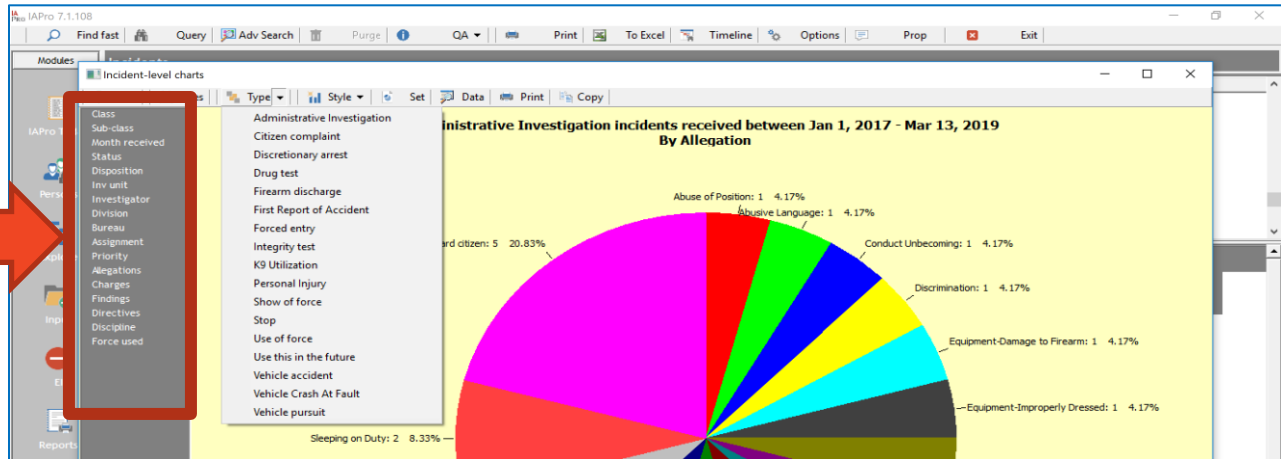 IAPro 7.1.108
Find fast Query Adv Search Purge QA Print To Excel Timeline Options Prop Exit
Modules
Incidents
Incident-level charts
Type Style Set Data Print Copy
Class
Sub-class
Month received
Status
Disposition
Inv unit
Investigator
Division
Bureau
Assignment
Priority
Allegations
Charges
Findings
Directives
Discipline
Force used
Administrative Investigation
Citizen complaint
Discretionary arrest
Drug test
Firearm discharge
First Report of Accident
Forced entry
Integrity test
K9 Utilization
Personal Injury
Show of force
Stop
Use of force
Use this in the future
Vehicle accident
Vehicle Crash At Fault
Vehicle pursuit
Investigation incidents received between Jan 1, 2017 - Mar 13, 2019
By Allegation
Abuse of Position: 1 4.17%
Abusive Language: 1 4.17%
Conduct Unbecoming: 1 4.17%
Discrimination: 1 4.17%
Equipment-Damage to Firearm: 1 4.17%
Equipment-Improperly Dressed: 1 4.17%
citizen: 5 20.83%
Sleeping on Duty: 2 8.33%
IAPro
Reports